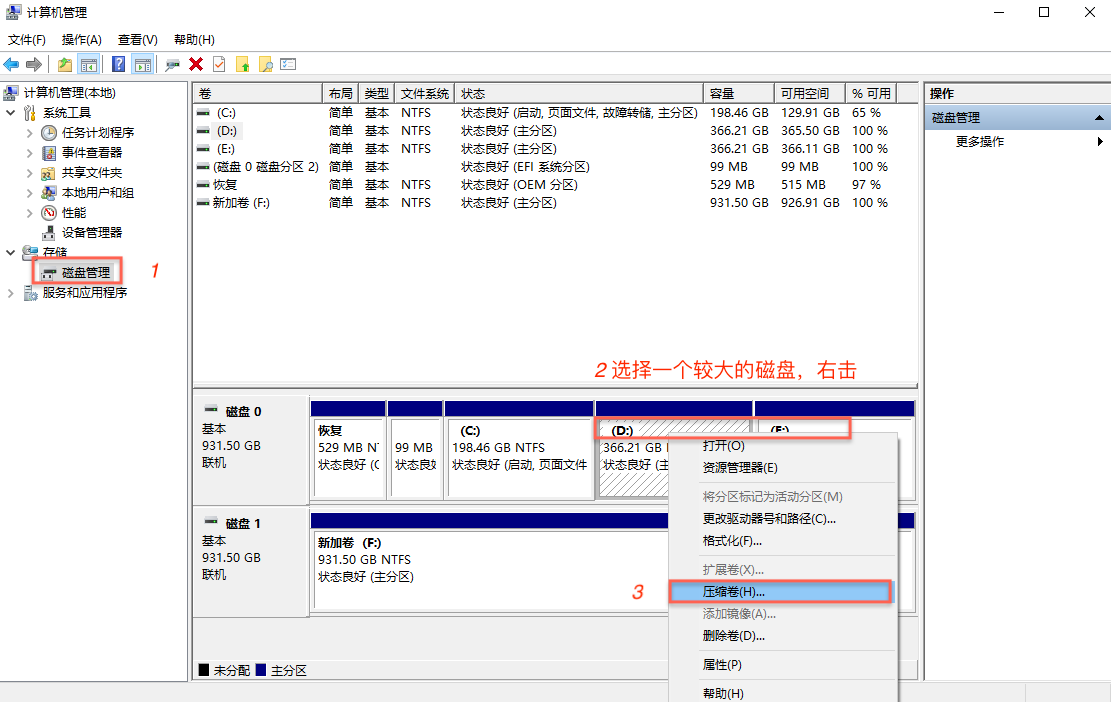 计算机管理
文件(F) 操作(A) 查看(V) 帮助(H)
计算机管理(本地)
系统工具
任务计划程序
事件查看器
共享文件夹
本地用户和组
性能
设备管理器
存储
磁盘管理
1
服务和应用程序
卷 布局 类型 文件系统 状态 容量 可用空间 % 可用
(C:) 简单 基本 NTFS 状态良好 (启动, 页面文件, 故障转储, 主分区) 198.46 GB 129.91 GB 65 %
(D:) 简单 基本 NTFS 状态良好 (主分区) 366.21 GB 365.50 GB 100 %
(E:) 简单 基本 NTFS 状态良好 (主分区) 366.21 GB 366.11 GB 100 %
(磁盘 0 磁盘分区 2) 简单 基本 状态良好 (EFI 系统分区) 99 MB 99 MB 100 %
恢复 简单 基本 NTFS 状态良好 (OEM 分区) 529 MB 515 MB 97 %
新加卷 (F:) 简单 基本 NTFS 状态良好 (主分区) 931.50 GB 926.91 GB 100 %
操作
磁盘管理
更多操作
2 选择一个较大的磁盘，右击
磁盘 0
基本
931.50 GB
联机
恢复
529 MB NT
状态良好 (O
99 MB
状态良好
(C:)
198.46 GB NTFS
状态良好 (启动, 页面文件
(D:)
366.21 GB
状态良好 (主
(E:)
磁盘 1
基本
931.50 GB
联机
新加卷 (F:)
931.50 GB NTFS
状态良好 (主分区)
打开(O)
资源管理器(E)
将分区标记为活动分区(M)
更改驱动器号和路径(C)...
格式化(F)...
扩展卷(X)...
3
压缩卷(H)...
添加镜像(A)...
删除卷(D)...
属性(P)
帮助(H)
未分配 主分区